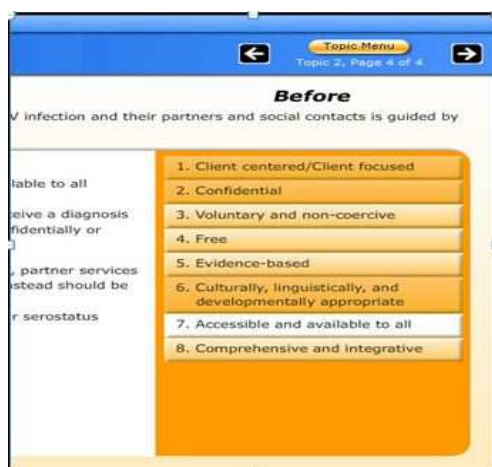 Topic Menu
Topic 2, Page 4 of 4
Before
V infection and their partners and social contacts is guided by
1. Client centered/Client focused
lable to all
2. Confidential
eive a diagnosis
3. Voluntary and non-coercive
fidentially or
4. Free
5. Evidence-based
, partner services
6. Culturally, linguistically, and
nstead should be
developmentally appropriate
r serostatus
7. Accessible and available to all
8. Comprehensive and integrative